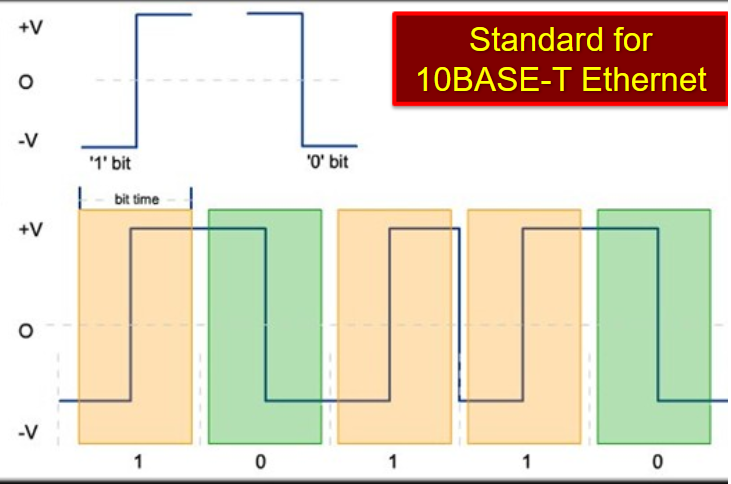 +V
Standard for
10BASE-T Ethernet
O
-V
'1' bit
'0' bit
bit time
+V
O
-V
1 0 1 1 0